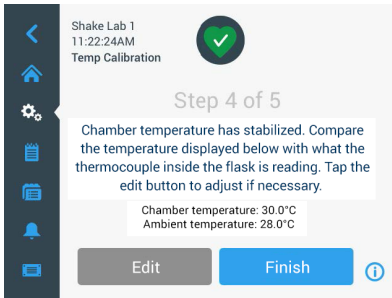 Shake Lab 1
11:22:24AM
Temp Calibration
Step 4 of 5
Chamber temperature has stabilized. Compare
the temperature displayed below with what the
thermocouple inside the flask is reading. Tap the
edit button to adjust if necessary.
Chamber temperature: 30.0°C
Ambient temperature: 28.0°C
Edit
Finish